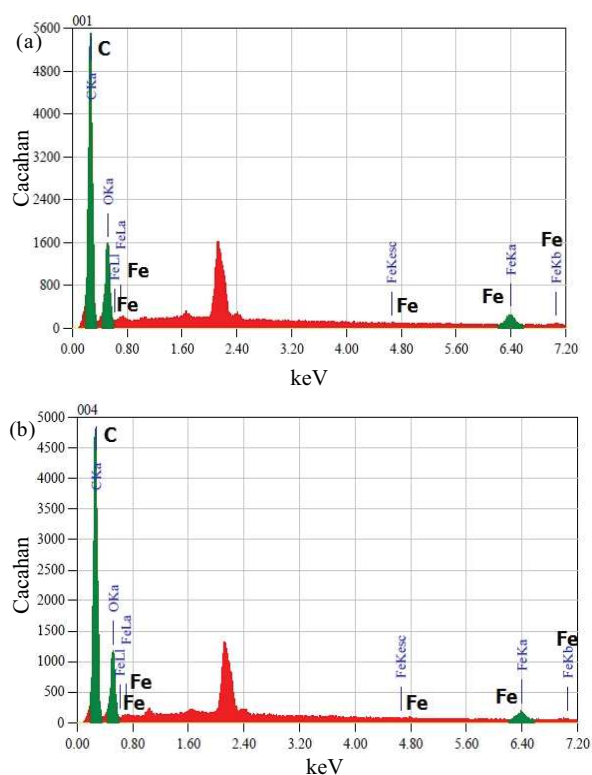 (a)
001
5600
4800
3200
2400
1600
800
0
Cacahan
C
CKa
OKa
FeLl
FeLa
Fe
Fe
FeKesc
Fe
Fe
FeKa
Fe
FeKb
0.00 0.80 1.60 2.40 3.20 4.00 4.80 5.60 6.40 7.20
keV
(b)
004
5000
4500
4000
3500
3000
2500
2000
1500
1000
500
0
Cacahan
C
CKa
OKa
FeLl
FeLa
Fe
Fe
FeKesc
Fe
Fe
FeKa
Fe
FeKb
0.00 0.80 1.60 2.40 3.20 4.00 4.80 5.60 6.40 7.20
keV